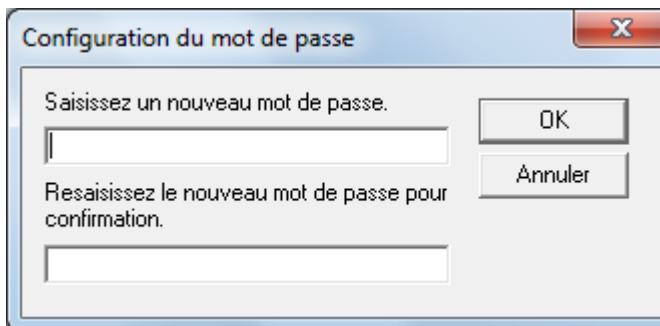 Configuration du mot de passe
Saisissez un nouveau mot de passe.
OK
Annuler
Resaisissez le nouveau mot de passe pour
confirmation.